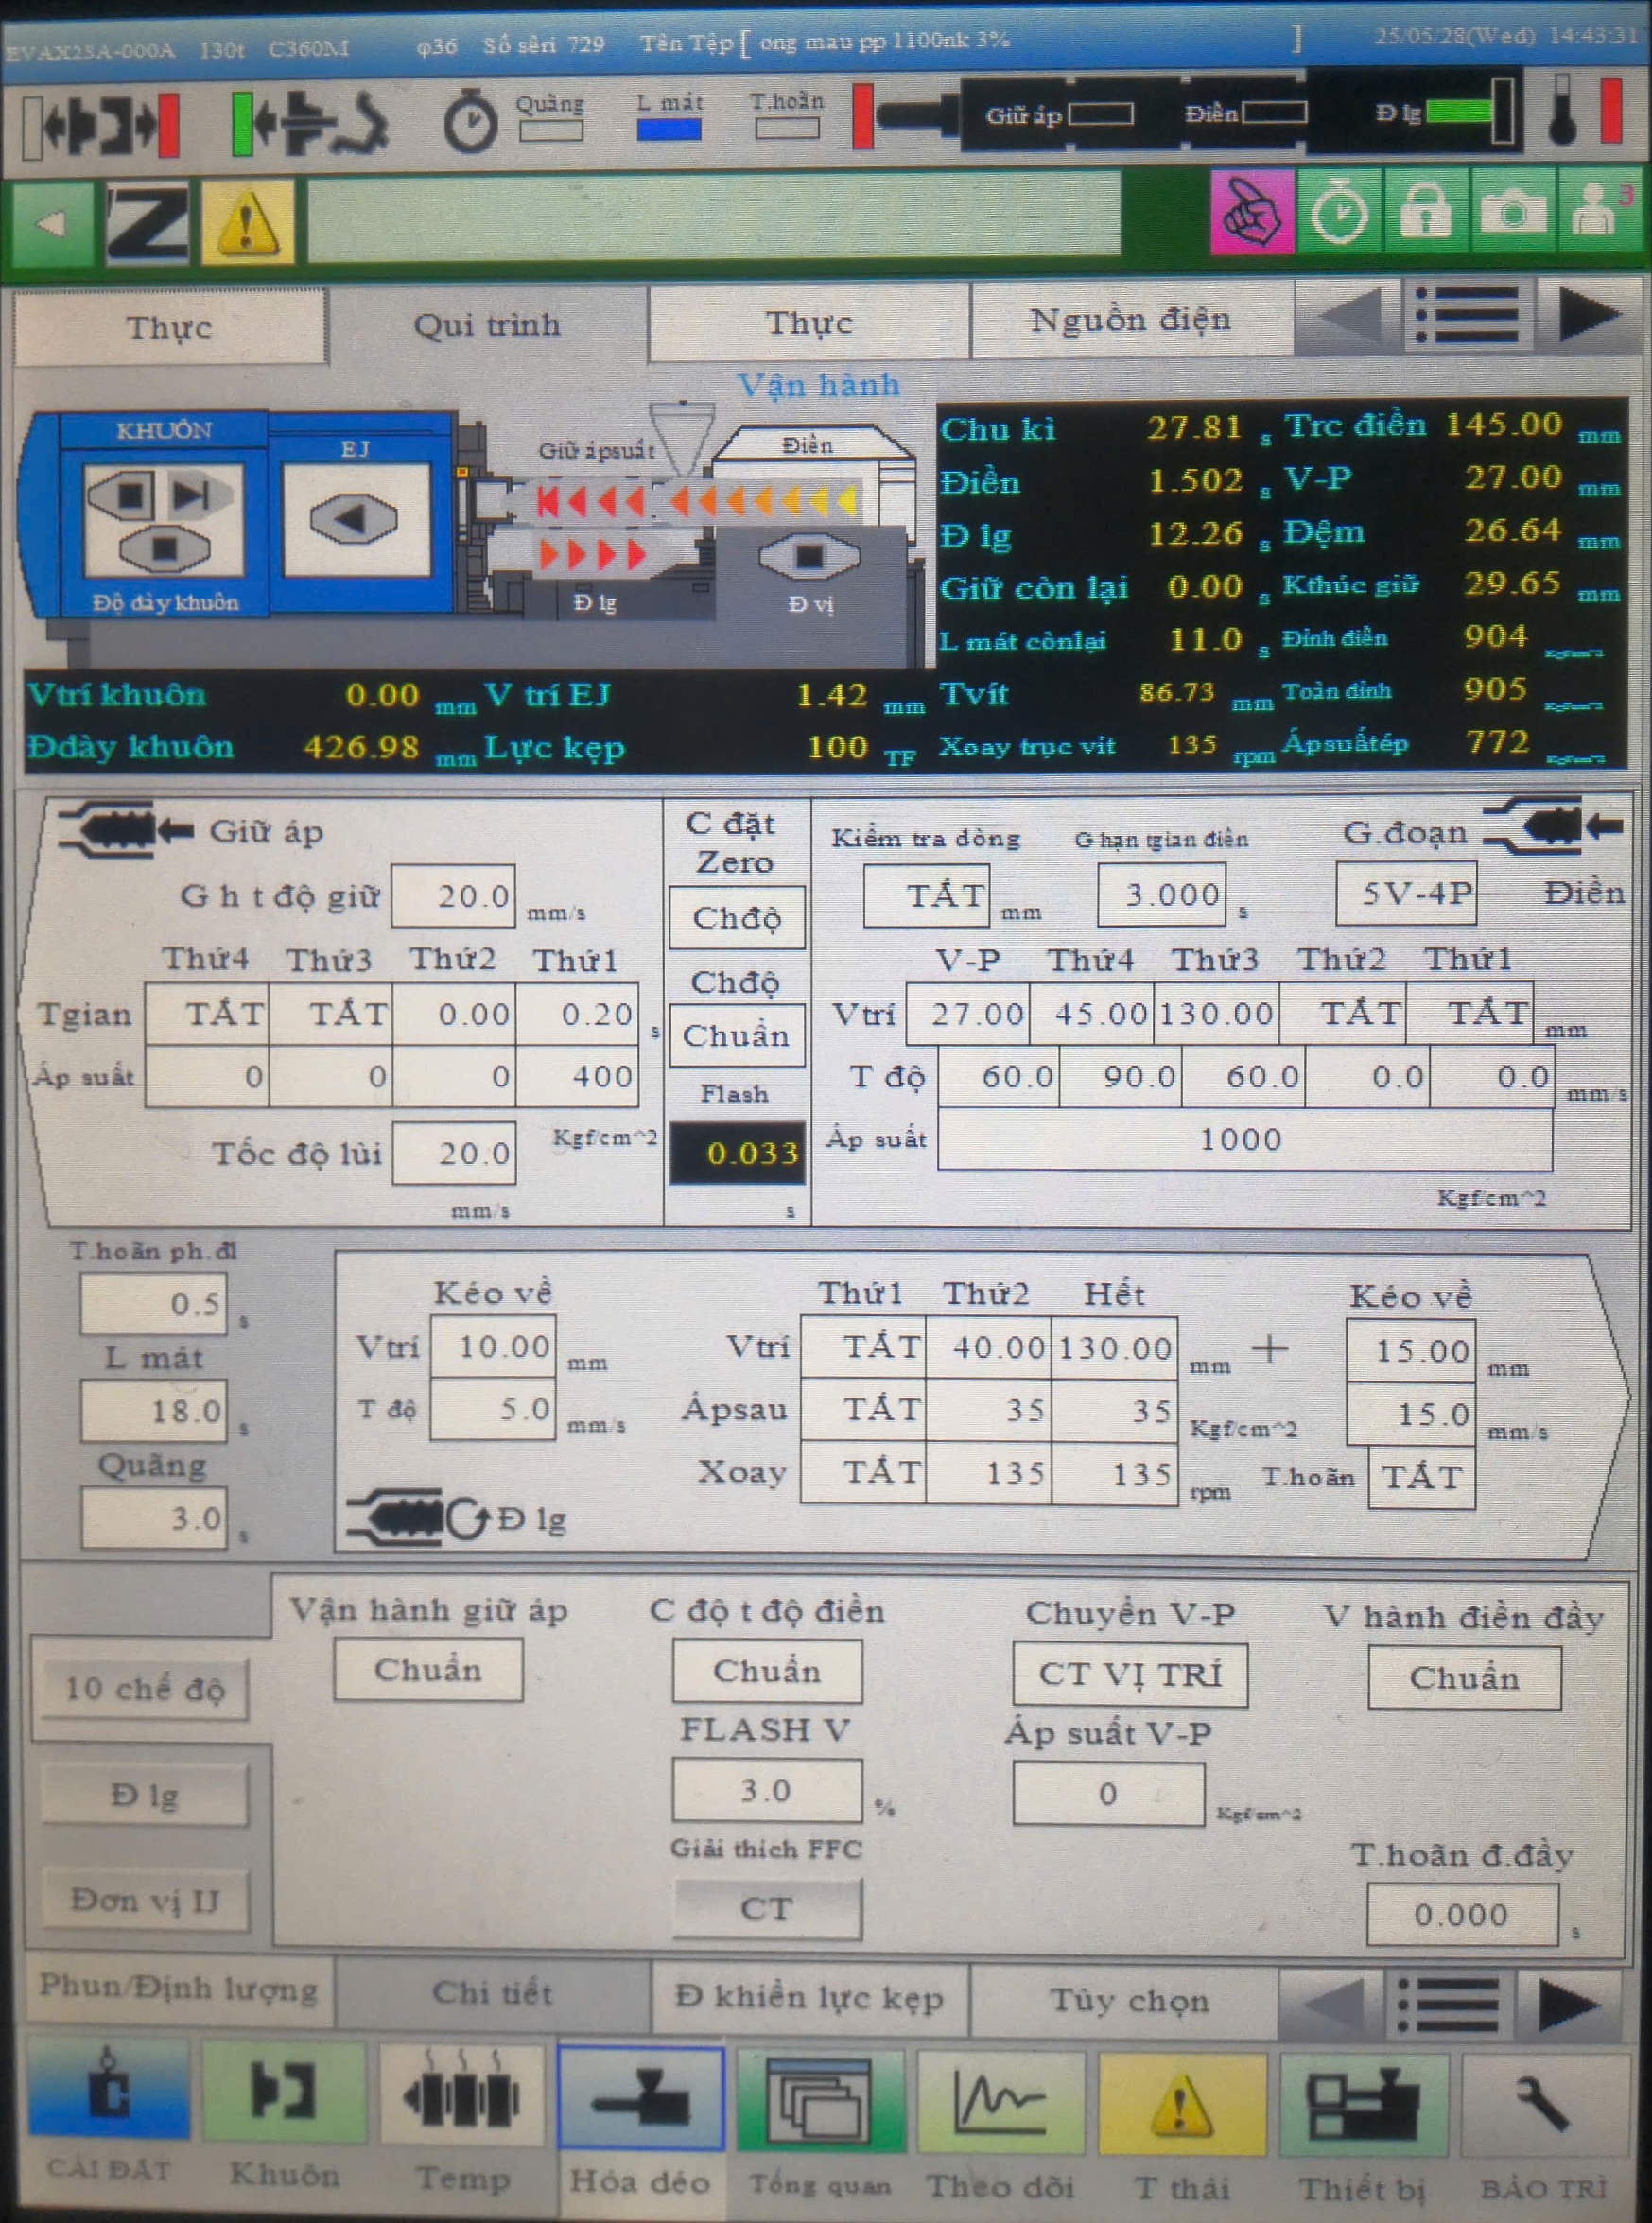 EVAX25A-000A 130t C360M φ36 Số sêri 729 Tên Tệp [ ong mau pp 1100nk 3% ] 25/05/28(Wed) 14:43:31
Quãng L mát T.hoãn Giữ áp Điền Đ lg
3
Thực Qui trình Thực Nguồn điện
Vận hành
KHUÔN EJ Giữ ápsuất Điền
Độ dày khuôn Đ lg Đ vị
Chu kì 27.81 s Trc điền 145.00 mm
Điền 1.502 s V-P 27.00 mm
Đ lg 12.26 s Đệm 26.64 mm
Giữ còn lại 0.00 s Kthúc giữ 29.65 mm
L mát cònlại 11.0 s Đỉnh điền 904
Vtrí khuôn 0.00 mm V trí EJ 1.42 mm Tvít 86.73 mm Toàn đỉnh 905
Đdày khuôn 426.98 mm Lực kẹp 100 TF Xoay trục vít 135 rpm Ápsuấtép 772
Giữ áp
G h t độ giữ 20.0 mm/s
Thứ4 Thứ3 Thứ2 Thứ1
Tgian TẮT TẮT 0.00 0.20 s
Áp suất 0 0 0 400
Tốc độ lùi 20.0 Kgf/cm^2
mm/s
C đặt
Zero
Chđộ
Chđộ
Chuẩn
Flash
0.033
s
Kiểm tra dòng G hạn tgian điền G.đoạn
TẮT mm 3.000 s 5V-4P Điền
V-P Thứ4 Thứ3 Thứ2 Thứ1
Vtrí 27.00 45.00 130.00 TẮT TẮT mm
T độ 60.0 90.0 60.0 0.0 0.0 mm/s
Áp suất 1000
Kgf/cm^2
T.hoãn ph.đl
0.5 s
L mát
18.0 s
Quãng
3.0 s
Kéo về
Vtrí 10.00 mm
T độ 5.0 mm/s
Đ lg
Thứ1 Thứ2 Hết Kéo về
Vtrí TẮT 40.00 130.00 mm + 15.00 mm
Ápsau TẮT 35 35 Kgf/cm^2 15.0 mm/s
Xoay TẮT 135 135 rpm T.hoãn TẮT
10 chế độ
Đ lg
Đơn vị IJ
Vận hành giữ áp C độ t độ điền Chuyển V-P V hành điền đầy
Chuẩn Chuẩn CT VỊ TRÍ Chuẩn
FLASH V Áp suất V-P
3.0 % 0 Kgf/cm^2
Giải thích FFC T.hoãn đ.đầy
CT 0.000 s
Phun/Định lượng Chi tiết Đ khiển lực kẹp Tùy chọn
CÀI ĐẶT Khuôn Temp Hóa dẻo Tổng quan Theo dõi T thái Thiết bị BẢO TRÌ